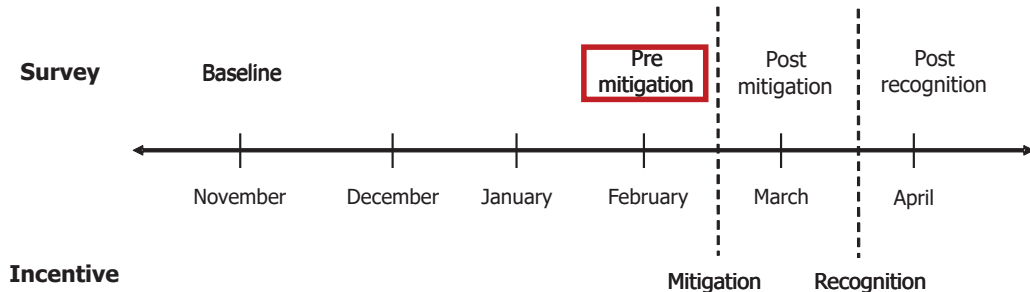 Survey
Baseline
Pre
mitigation
Post
mitigation
Post
recognition
November
December
January
February
March
April
Incentive
Mitigation
Recognition